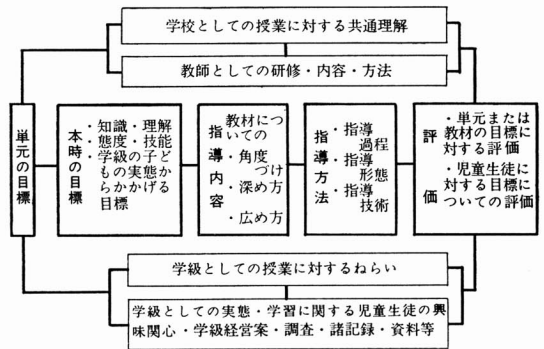 学校としての授業に対する共通理解
教師としての研修・内容・方法
単元の目標
本時の目標
・知識・理解
・態度・技能
・学級の子ど
もの実態か
らかかげる
目標
指導内容
教材につ
いての
・角度
づけ
・深め方
・広め方
指導方法
・指導
過程
・指導
形態
・指導
技術
評価
・単元または
教材の目標に
対する評価
・児童生徒に
対する目標に
ついての評価
学級としての授業に対するねらい
学級としての実態・学習に関する児童生徒の興
味関心・学級経営案・調査・諸記録・資料等